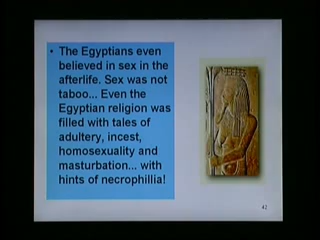 • The Egyptians even
believed in sex in the
afterlife. Sex was not
taboo... Even the
Egyptian religion was
filled with tales of
adultery, incest,
homosexuality and
masturbation... with
hints of necrophillia!
42